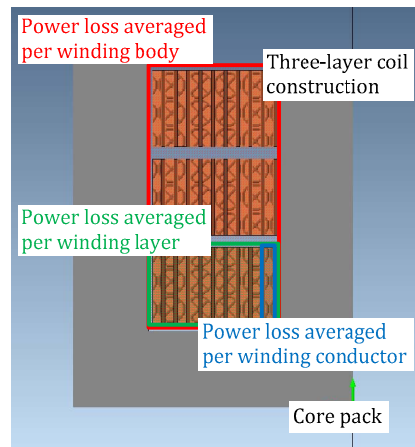 Power loss averaged
per winding body
Three-layer coil
construction
Power loss averaged
per winding layer
Power loss averaged
per winding conductor
Core pack